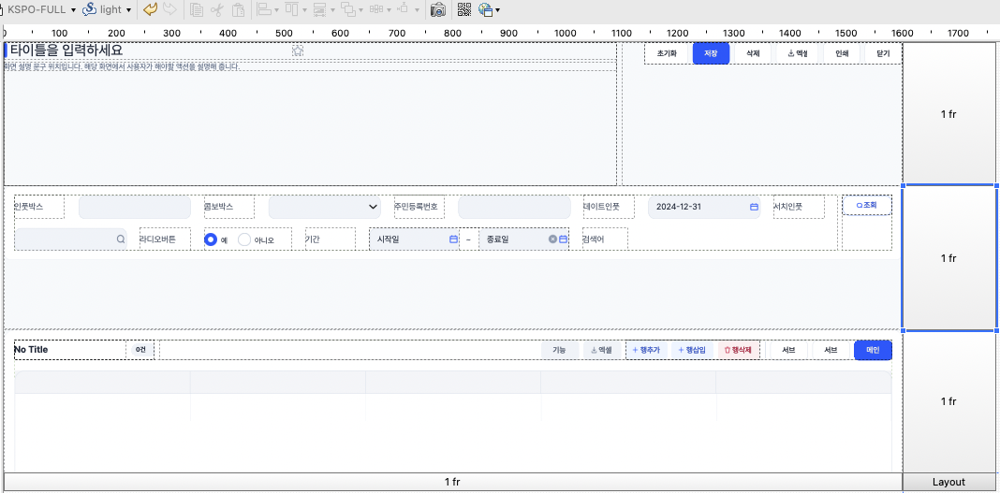 KSPO-FULL light
0 100 200 300 400 500 600 700 800 900 1000 1100 1200 1300 1400 1500 1600 1700
타이틀을 입력하세요 초기화 저장 삭제 엑셀 인쇄 닫기
화면 설명 문구 위치입니다. 해당 화면에서 사용자가 해야할 액션을 설명해 줍니다.
1 fr
인풋박스 콤보박스 주민등록번호 데이트인풋 2024-12-31 서치인풋 조회
라디오버튼 예 아니오 기간 시작일 ~ 종료일 검색어
1 fr
No Title 0건 기능 엑셀 + 행추가 + 행삽입 행삭제 서브 서브 메인
1 fr
1 fr Layout